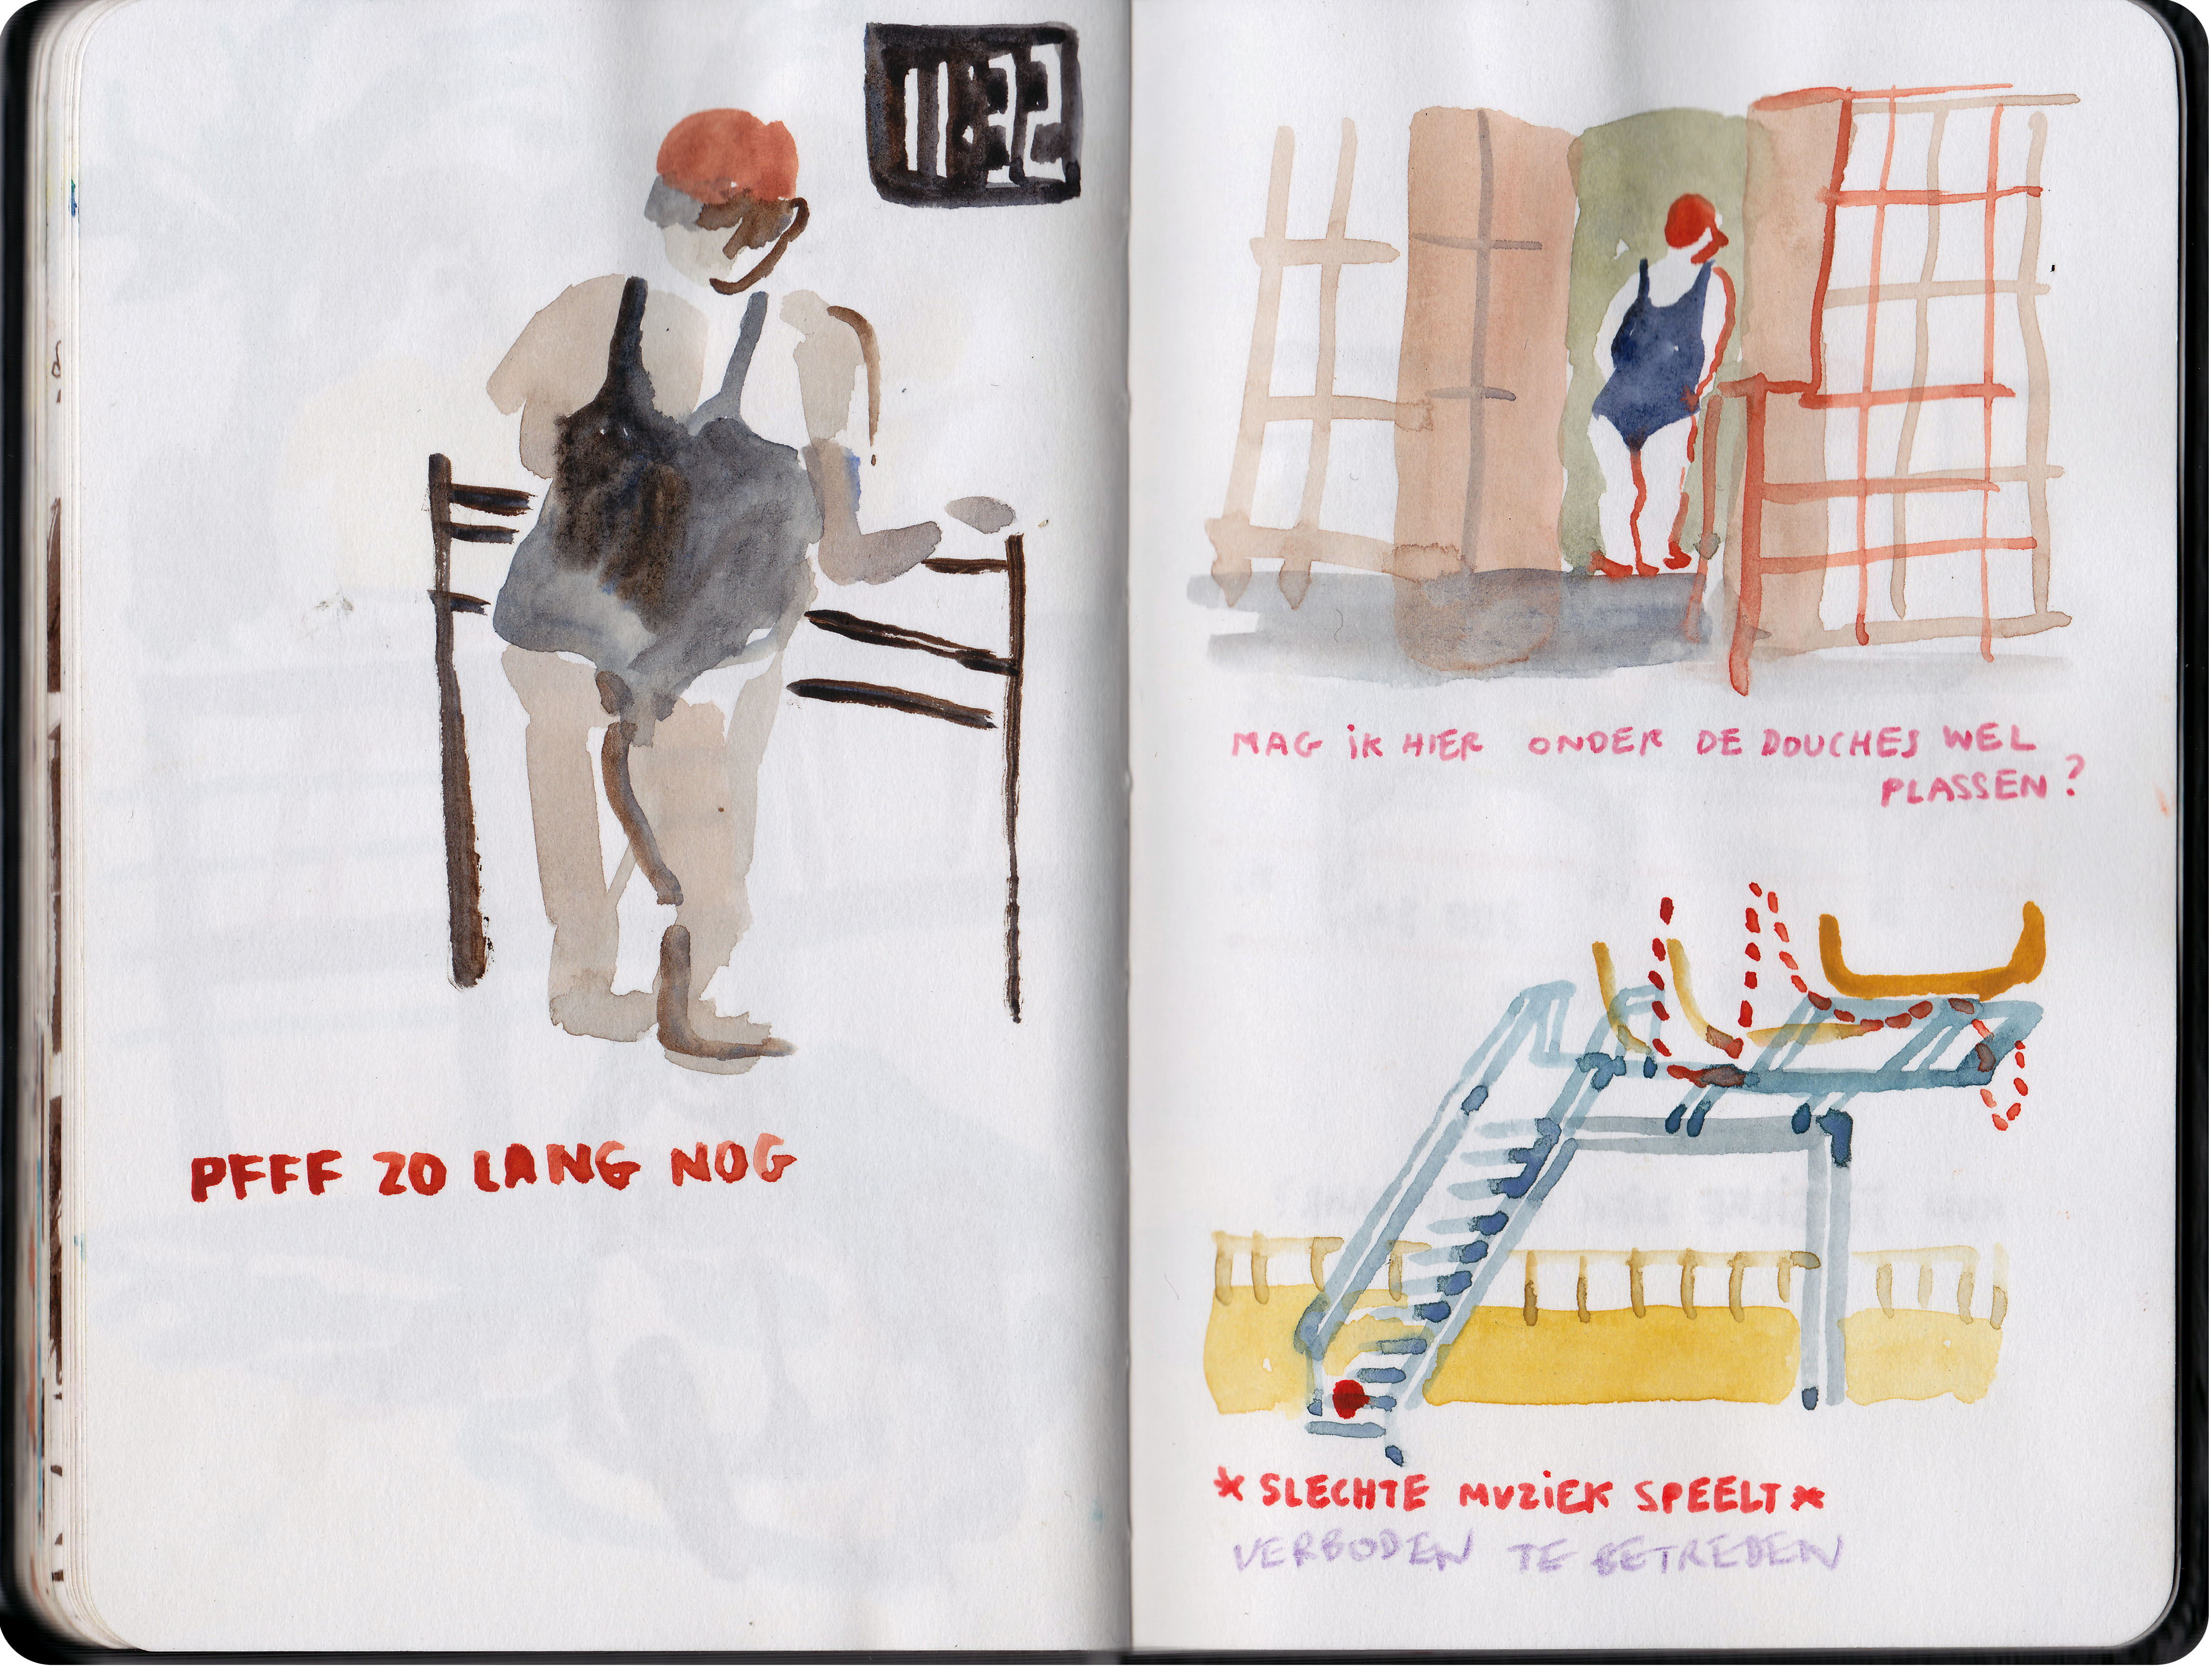 11:32
PFFF ZO LANG NOG
MAG iK HIER ONDER DE DOUCHES WEL
PLASSEN?
*SLECHTE MUZiEK SPEELT*
VERBODEN TE BETREDEN